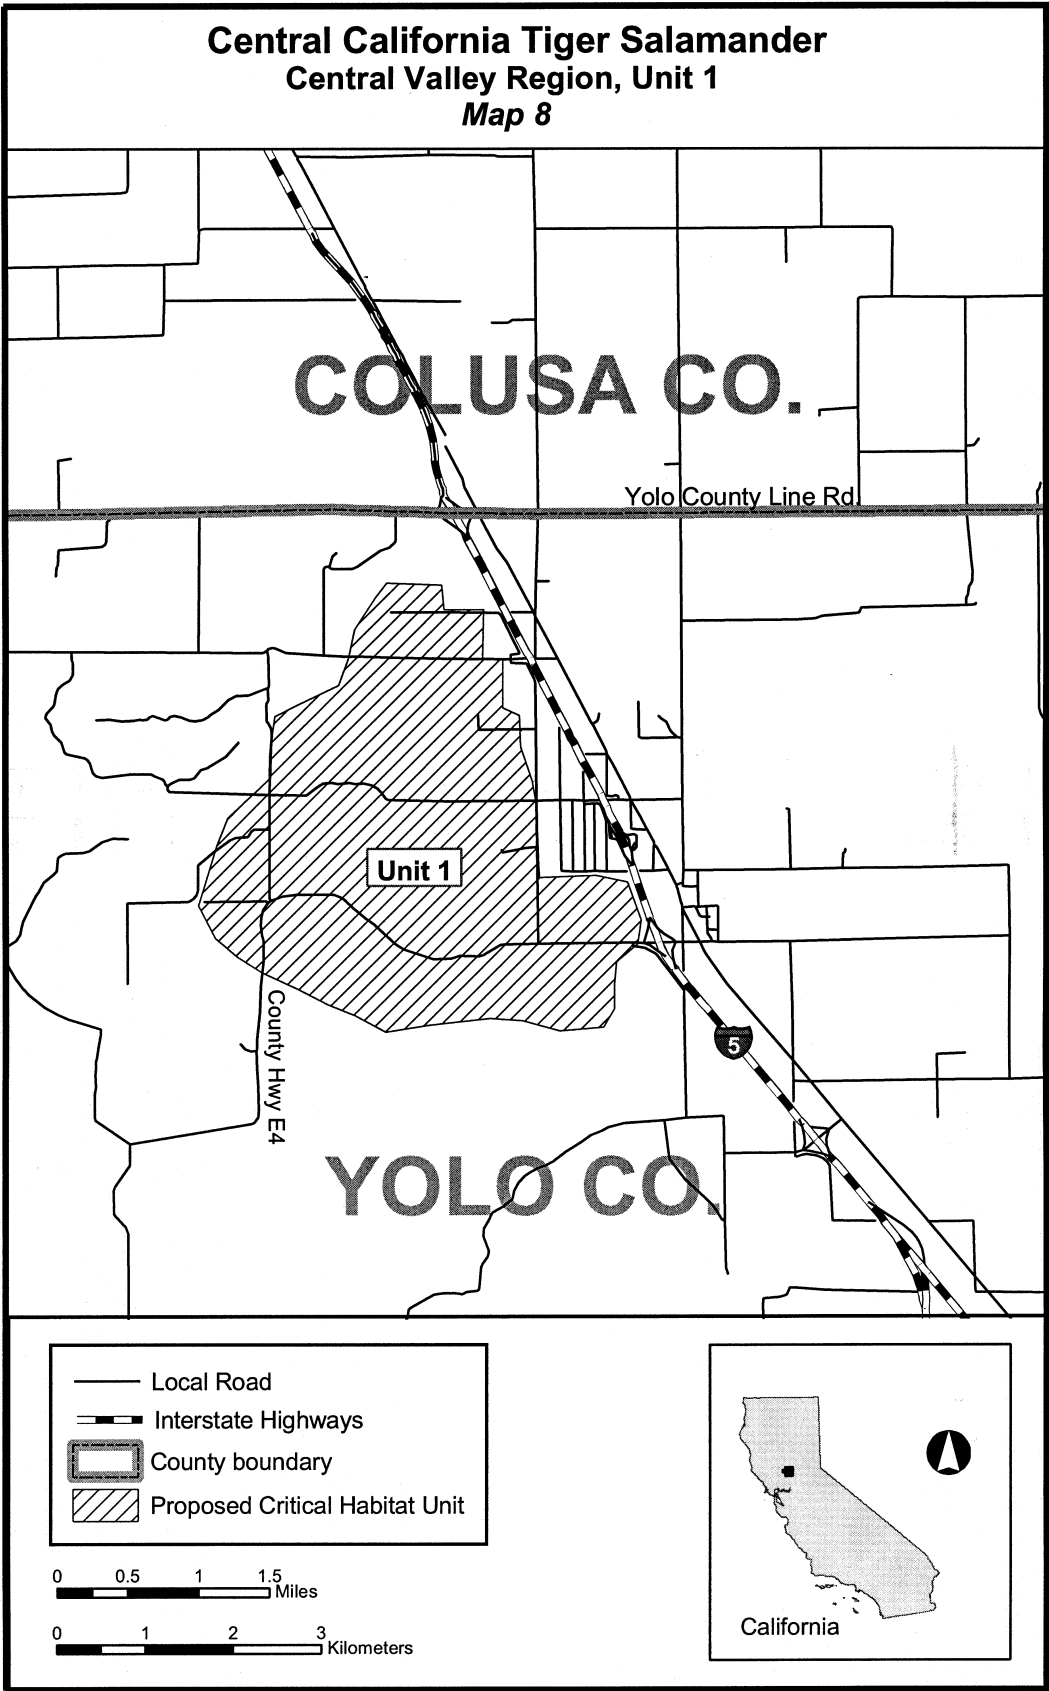 Central California Tiger Salamander
Central Valley Region, Unit 1
Map 8
COLUSA CO.
Yolo County Line Rd.
Unit 1
County Hwy E4
5
YOLO CO.
Local Road
Interstate Highways
County boundary
Proposed Critical Habitat Unit
0 0.5 1 1.5
Miles
0 1 2 3
Kilometers
California